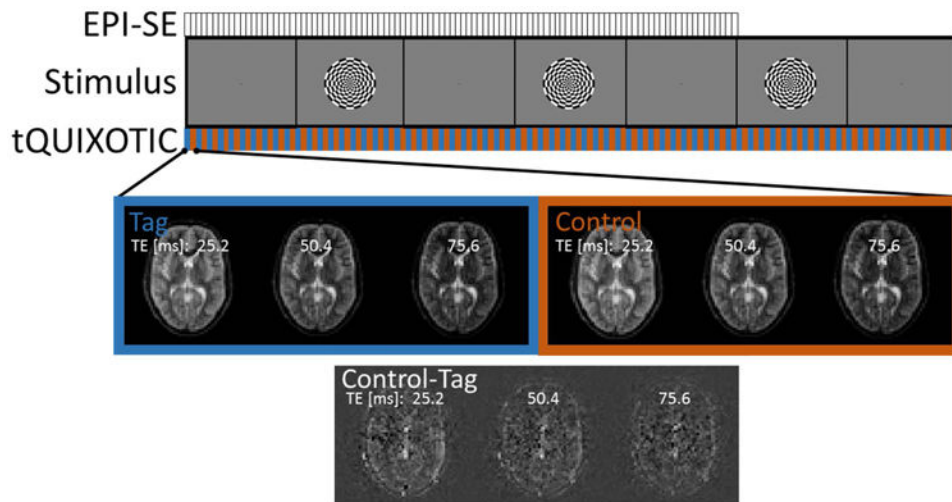 EPI-SE
Stimulus
tQUIXOTIC
Tag
TE [ms]: 25.2 50.4 75.6
Control
TE [ms]: 25.2 50.4 75.6
Control-Tag
TE [ms]: 25.2 50.4 75.6